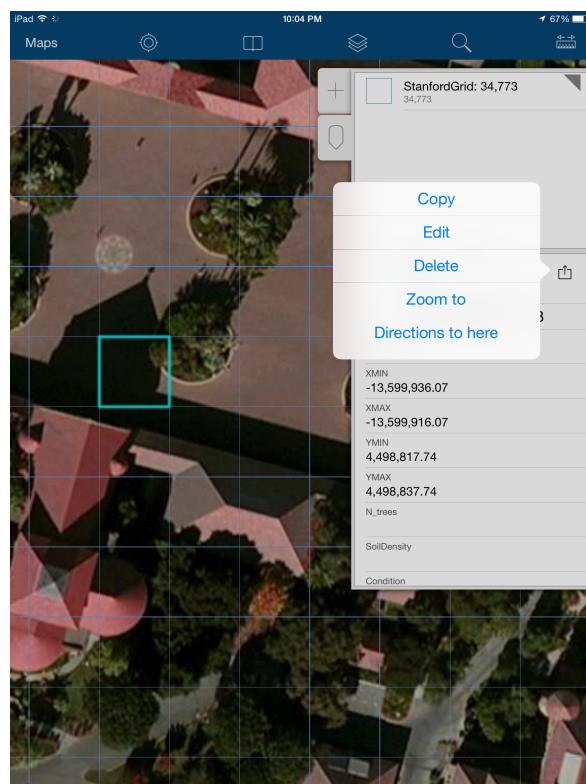 iPad 10:04 PM 67%
Maps
StanfordGrid: 34,773
34,773
Copy
Edit
Delete
Zoom to
Directions to here
XMIN
-13,599,936.07
XMAX
-13,599,916.07
YMIN
4,498,817.74
YMAX
4,498,837.74
N_trees
SoilDensity
Condition